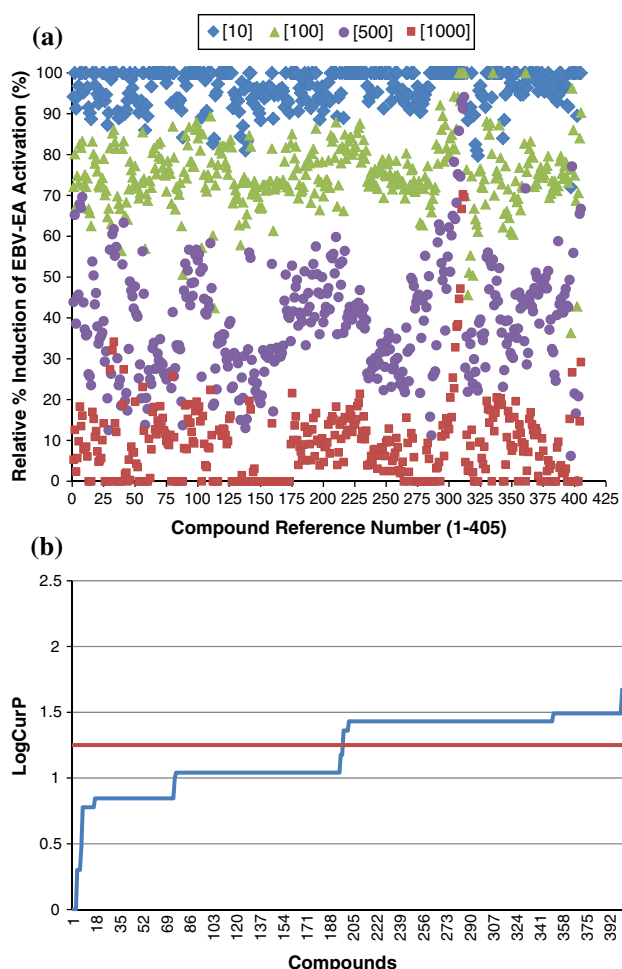 [10] [100] [500] [1000]
(a)
Relative % Induction of EBV-EA Activation (%)
100
90
80
70
60
50
40
30
20
10
0
0 25 50 75 100 125 150 175 200 225 250 275 300 325 350 375 400 425
Compound Reference Number (1-405)
(b)
LogCurP
2.5
2
1.5
1
0.5
0
1 18 35 52 69 86 103 120 137 154 171 188 205 222 239 256 273 290 307 324 341 358 375 392
Compounds